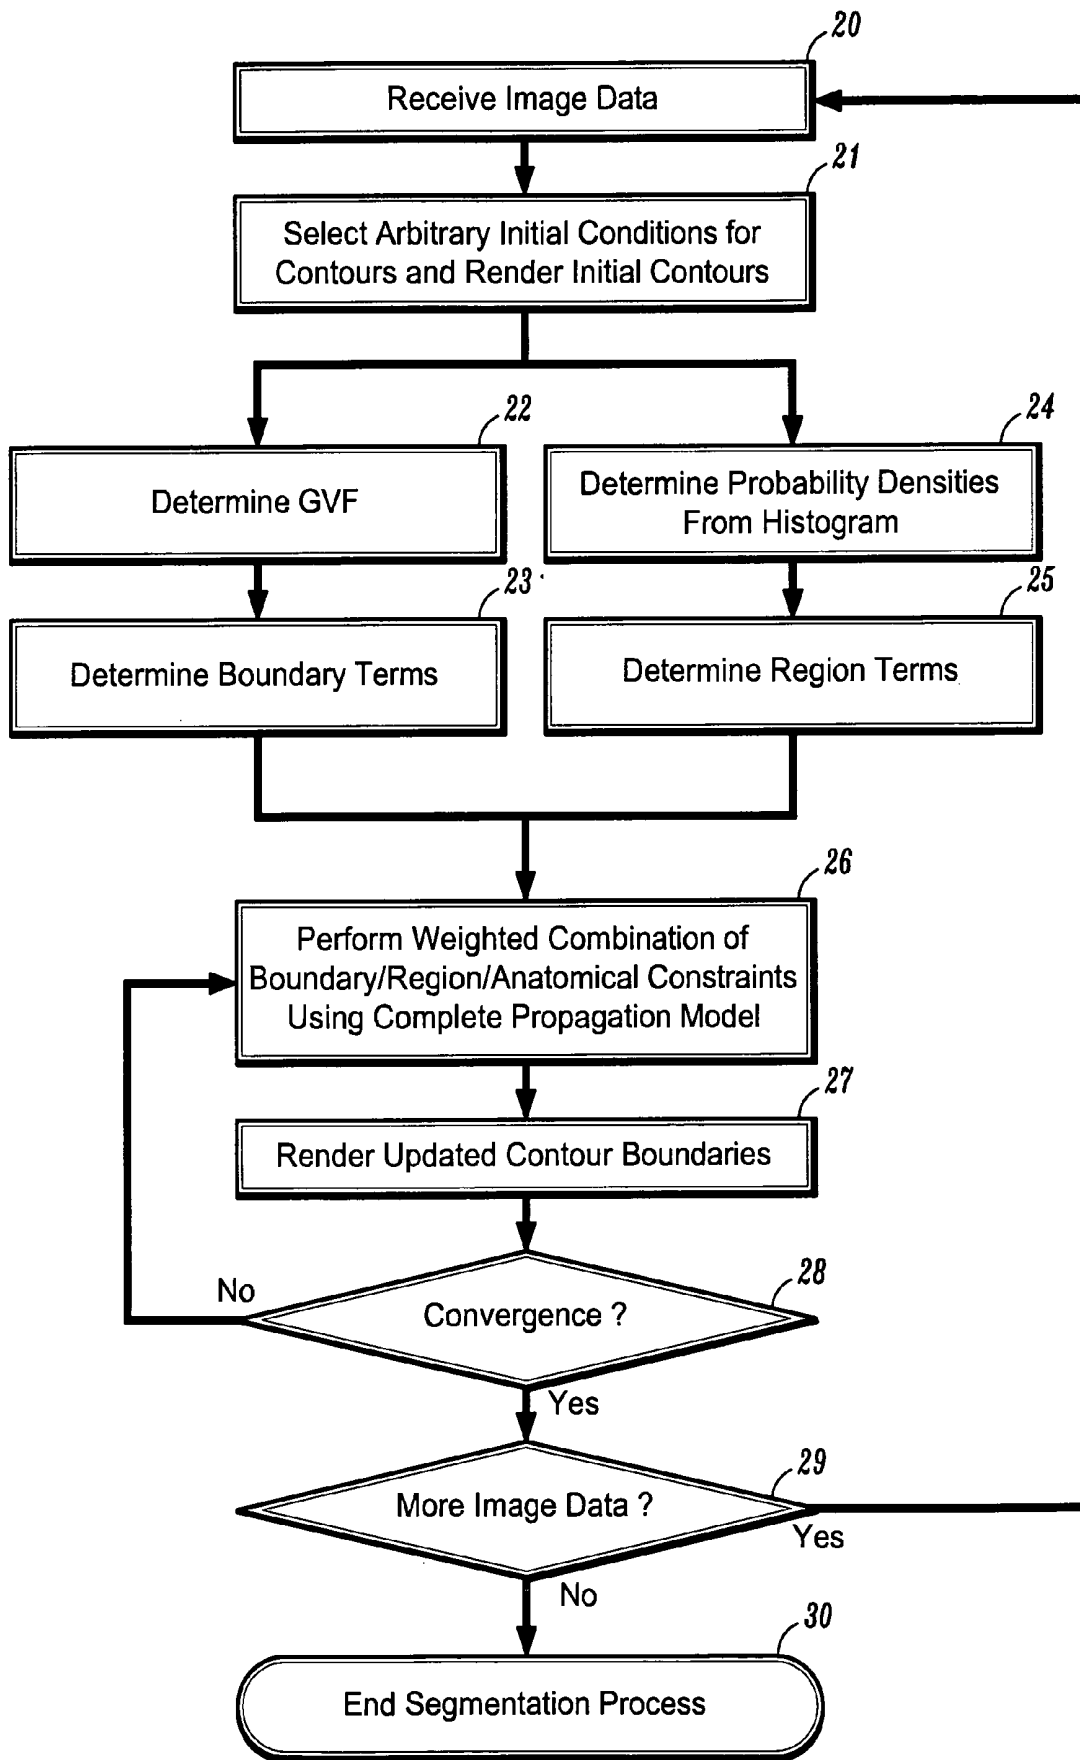 20
Receive Image Data
21
Select Arbitrary Initial Conditions for
Contours and Render Initial Contours
22
Determine GVF
24
Determine Probability Densities
From Histogram
23
Determine Boundary Terms
25
Determine Region Terms
26
Perform Weighted Combination of
Boundary/Region/Anatomical Constraints
Using Complete Propagation Model
27
Render Updated Contour Boundaries
28
No
Convergence ?
Yes
29
More Image Data ?
Yes
No
30
End Segmentation Process